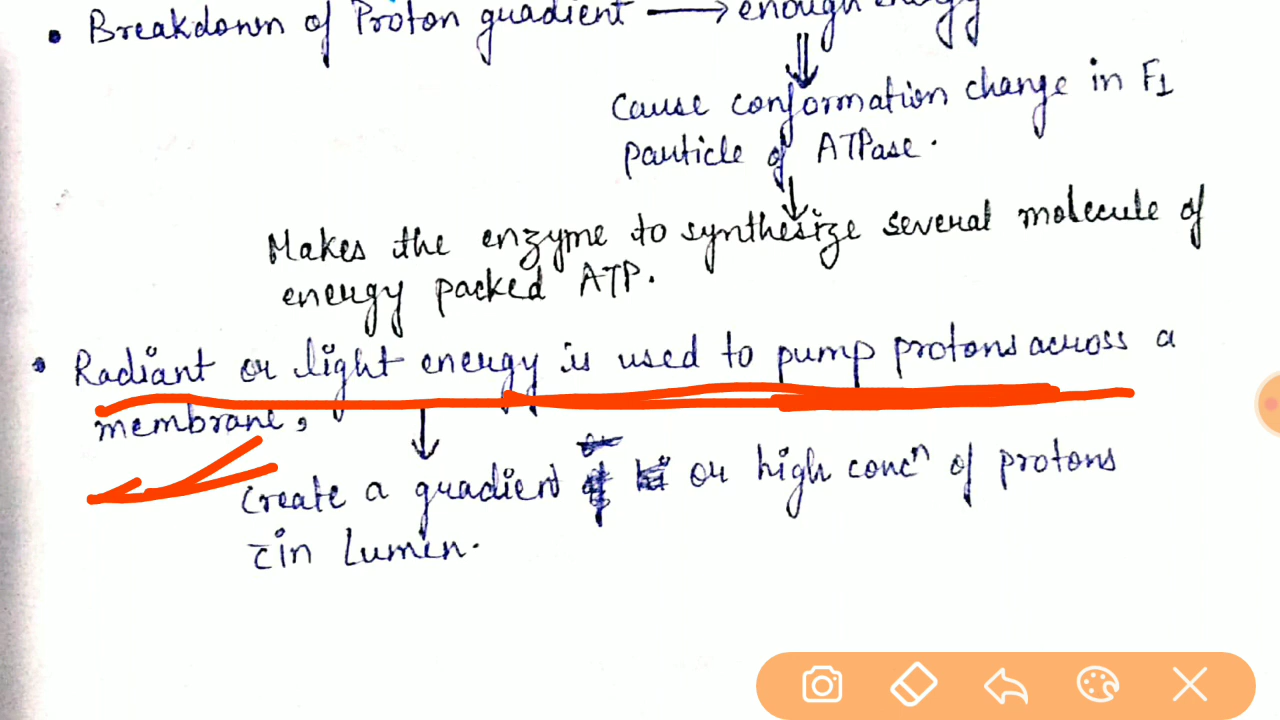 • Breakdown of Proton gradient → enough energy
Cause conformation change in F1
particle of ATPase.
Makes the enzyme to synthesize several molecule of
energy packed ATP.
• Radiant or light energy is used to pump protons across a
membrane,
Create a gradient or high concⁿ of protons
c̄in Lumen.